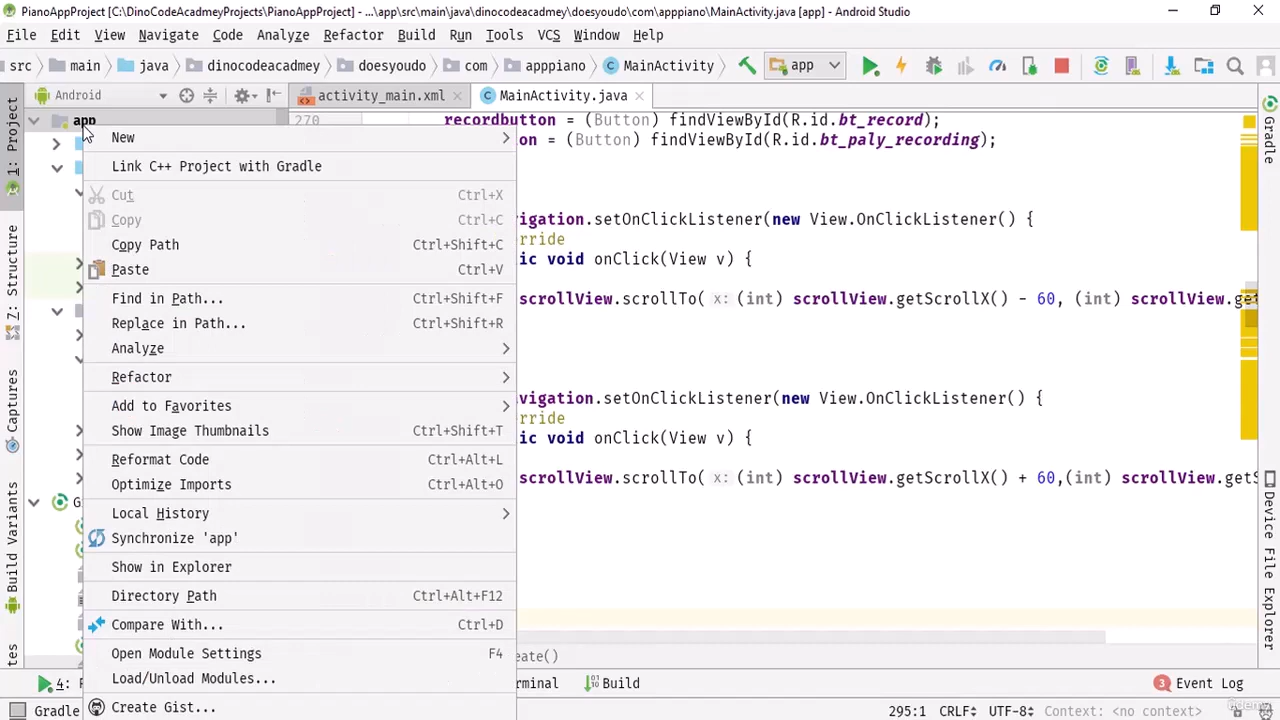 PianoAppProject [C:\DinoCodeAcadmeyProjects\PianoAppProject] - ...\app\src\main\java\dinocodeacadmey\doesyoudo\com\apppiano\MainActivity.java [app] - Android Studio
File Edit View Navigate Code Analyze Refactor Build Run Tools VCS Window Help
src main java dinocodeacadmey doesyoudo com apppiano MainActivity app
1: Project
Z: Structure
Captures
Build Variants
Android
activity_main.xml
MainActivity.java
Gradle
Device File Explorer
app
270 recordbutton = (Button) findViewById(R.id.bt_record);
on = (Button) findViewById(R.id.bt_paly_recording);
igation.setOnClickListener(new View.OnClickListener() {
rride
ic void onClick(View v) {
scrollView.scrollTo( x: (int) scrollView.getScrollX() - 60, (int) scrollView.ge
vigation.setOnClickListener(new View.OnClickListener() {
rride
ic void onClick(View v) {
scrollView.scrollTo( x: (int) scrollView.getScrollX() + 60,(int) scrollView.getS
eate()
New
Link C++ Project with Gradle
Cut Ctrl+X
Copy Ctrl+C
Copy Path Ctrl+Shift+C
Paste Ctrl+V
Find in Path... Ctrl+Shift+F
Replace in Path... Ctrl+Shift+R
Analyze
Refactor
Add to Favorites
Show Image Thumbnails Ctrl+Shift+T
Reformat Code Ctrl+Alt+L
Optimize Imports Ctrl+Alt+O
Local History
Synchronize 'app'
Show in Explorer
Directory Path Ctrl+Alt+F12
Compare With... Ctrl+D
Open Module Settings F4
Load/Unload Modules...
Create Gist...
G
tes
4: rminal Build 3 Event Log
Gradle 295:1 CRLF UTF-8 Context: <no context>